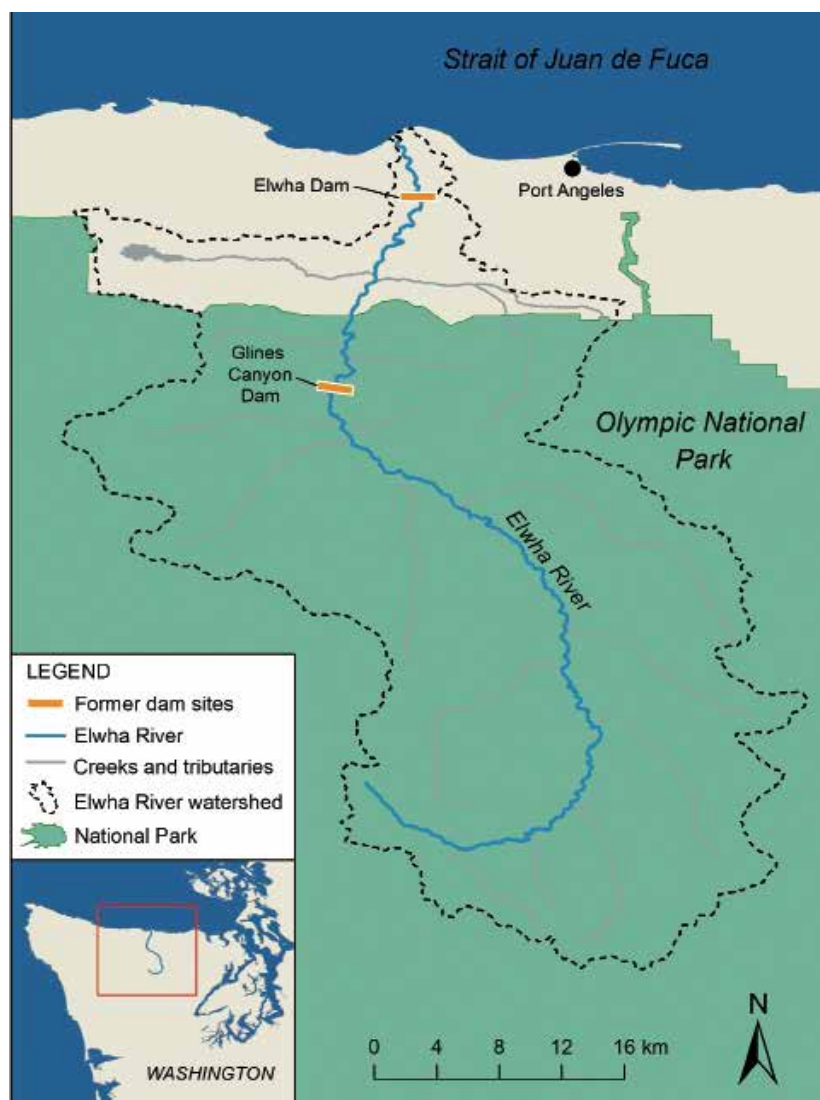 Strait of Juan de Fuca
Elwha Dam
Port Angeles
Glines
Canyon
Dam
Olympic National
Park
Elwha River
LEGEND
Former dam sites
Elwha River
Creeks and tributaries
Elwha River watershed
National Park
WASHINGTON
N
0 4 8 12 16 km